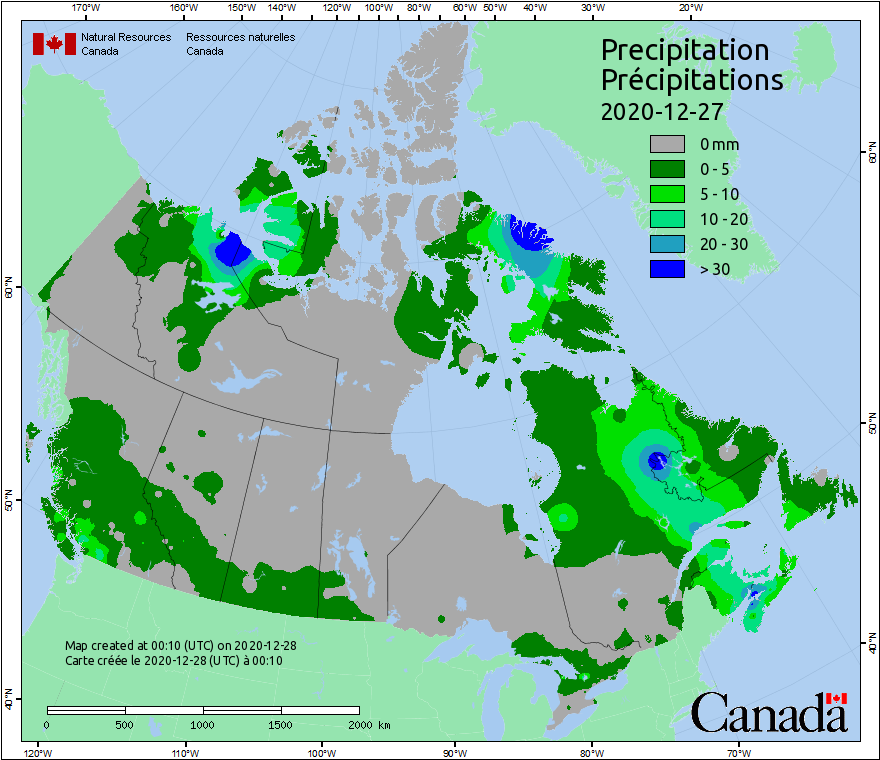 170°W 160°W 150°W 140°W 120°W 100°W 80°W 60°W 50°W 40°W 30°W 20°W
Natural Resources Canada
Ressources naturelles Canada
Precipitation
Précipitations
2020-12-27
0 mm
0 - 5
5 - 10
10 - 20
20 - 30
> 30
60°N
50°N
40°N
60°N
50°N
40°N
Map created at 00:10 (UTC) on 2020-12-28
Carte créée le 2020-12-28 (UTC) à 00:10
0 500 1000 1500 2000 km
Canada
120°W 110°W 100°W 90°W 80°W 70°W